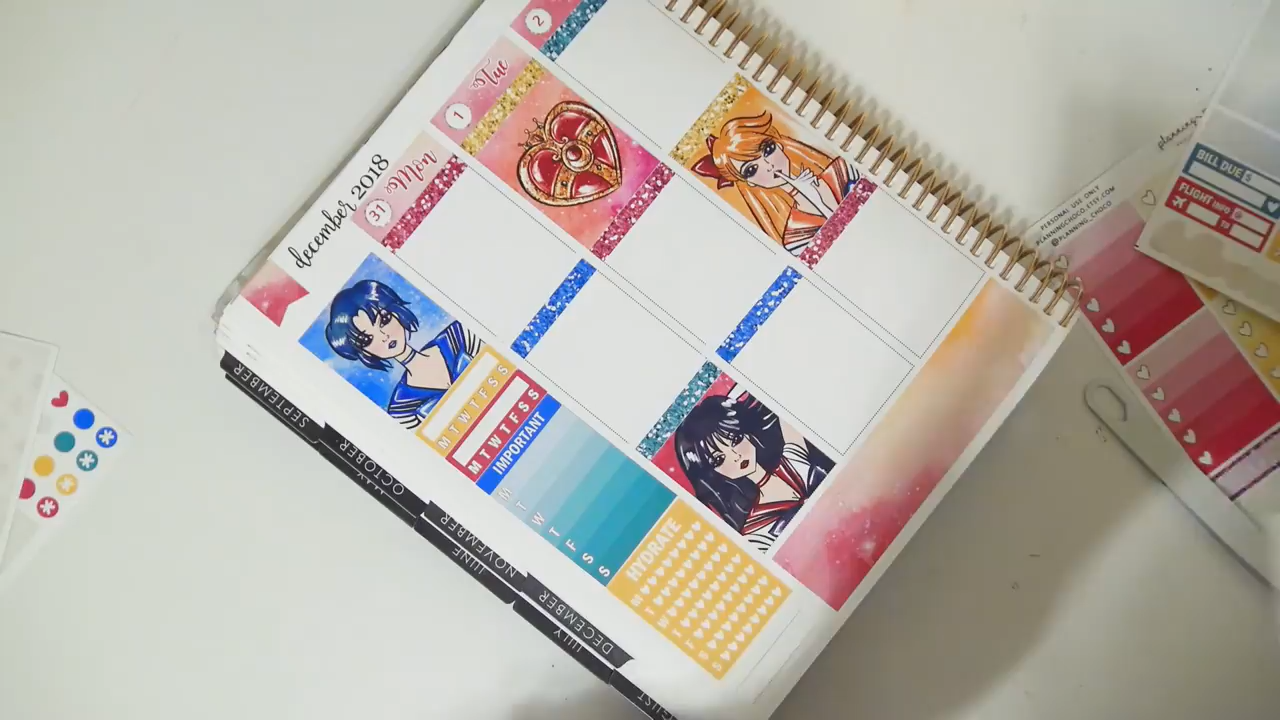 december 2018
Mon
31
Tue
1
2
M T W T F S S
M T W T F S S
IMPORTANT
M
T
W
T
F
S
S
HYDRATE
M
T
W
T
F
S
S
SEPTEMBER
OCTOBER
NOVEMBER
JUNE
DECEMBER
JULY
PERSONAL USE ONLY
PLANNINGCHOCO.ETSY.COM
@PLANNING_CHOCO
BILL DUE $
FLIGHT info
TO